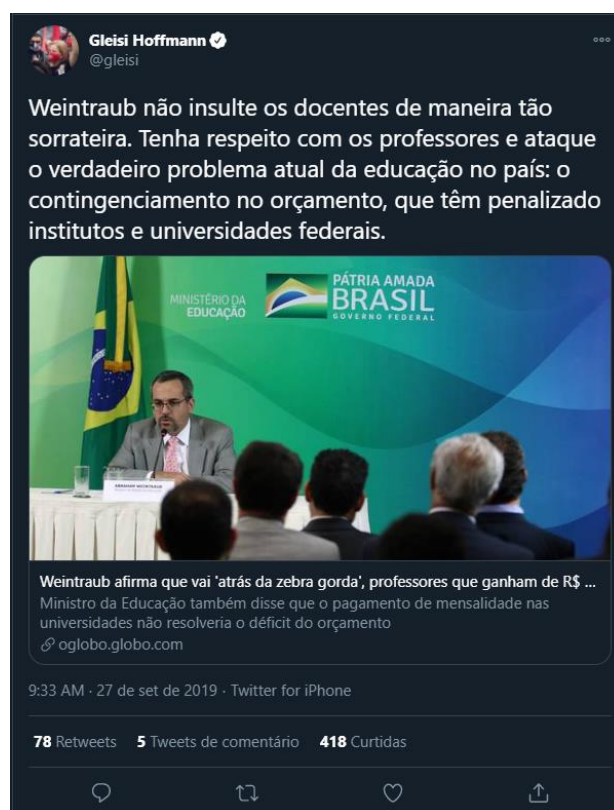 Gleisi Hoffmann
@gleisi
Weintraub não insulte os docentes de maneira tão
sorrateira. Tenha respeito com os professores e ataque
o verdadeiro problema atual da educação no país: o
contingenciamento no orçamento, que têm penalizado
institutos e universidades federais.
MINISTÉRIO DA
EDUCAÇÃO
PÁTRIA AMADA
BRASIL
GOVERNO FEDERAL
ABRAHAM WEINTRAUB
Weintraub afirma que vai 'atrás da zebra gorda', professores que ganham de R$ ...
Ministro da Educação também disse que o pagamento de mensalidade nas
universidades não resolveria o déficit do orçamento
oglobo.globo.com
9:33 AM · 27 de set de 2019 · Twitter for iPhone
78 Retweets 5 Tweets de comentário 418 Curtidas